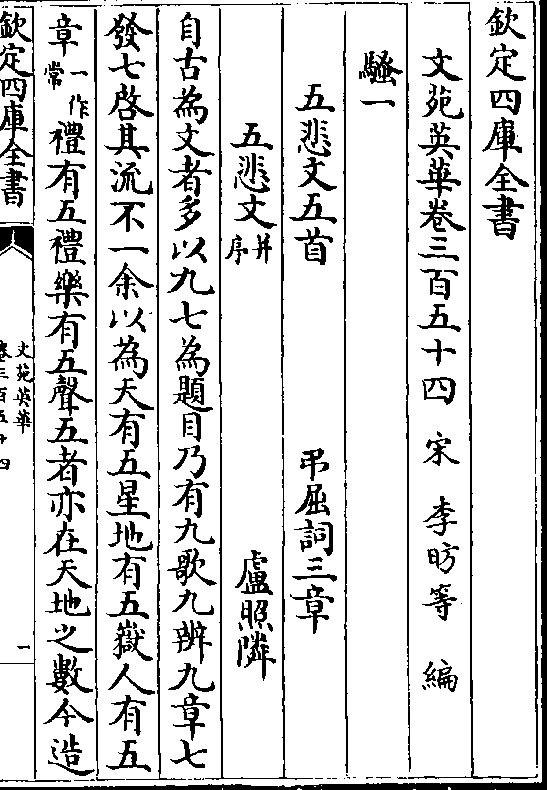 欽定四庫全書
文苑英華卷三百五十四 宋 李昉等 編
騷一
五悲文五首 弔屈詞三章
五悲文并序 盧照隣
自古為文者多以九七為題目乃有九歌九辨九章七
發七啓其流不一余以為天有五星地有五嶽人有五
章一作常禮有五禮樂有五聲五者亦在天地之數今造
欽定四庫全書
文苑英華
卷三百五十四
一